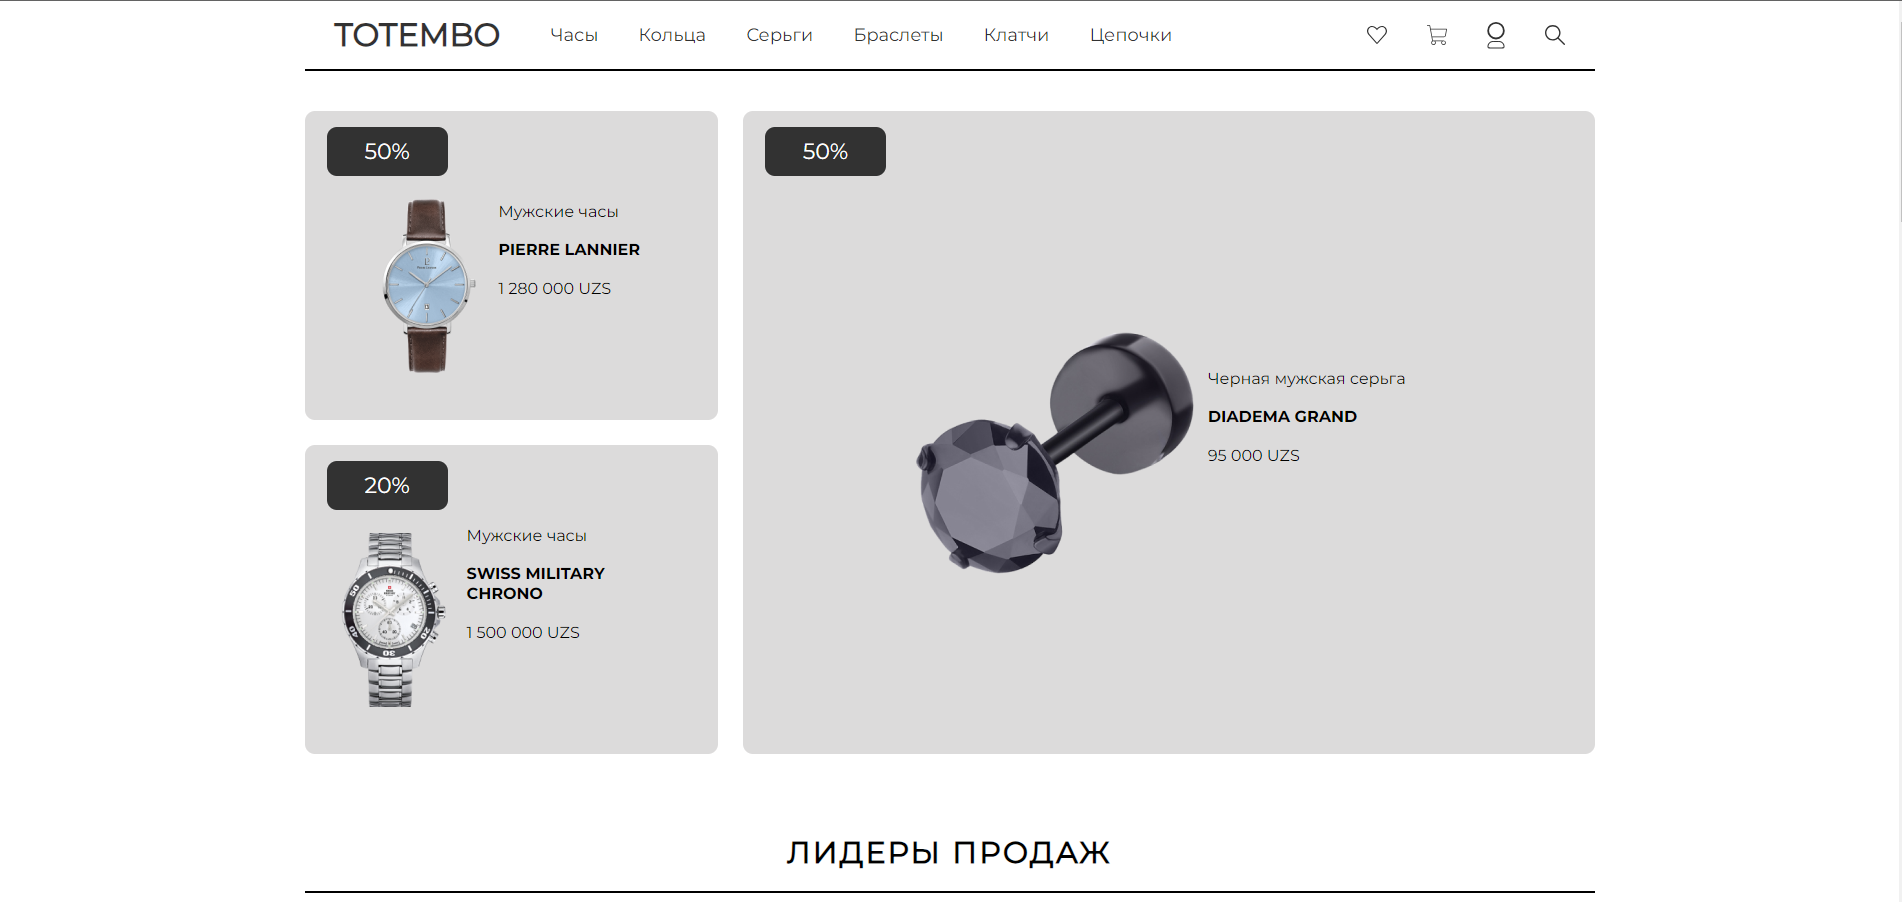 TOTEMBO
Часы
Кольца
Серьги
Браслеты
Клатчи
Цепочки
50%
Мужские часы
PIERRE LANNIER
1 280 000 UZS
20%
Мужские часы
SWISS MILITARY
CHRONO
1 500 000 UZS
50%
Черная мужская серьга
DIADEMA GRAND
95 000 UZS
ЛИДЕРЫ ПРОДАЖ